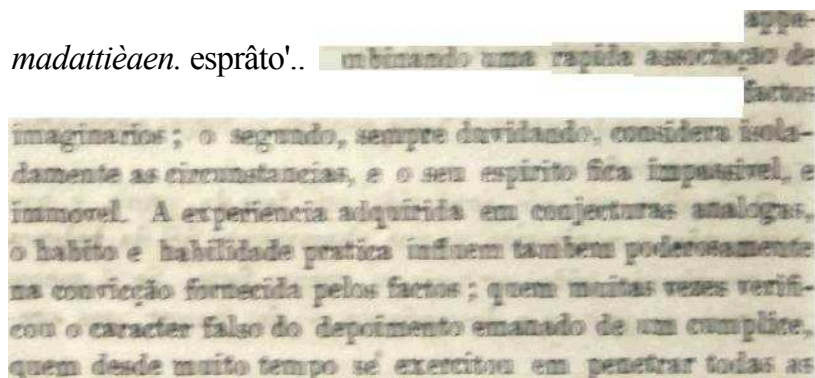 appa-
madattièaen. esprâto'.. mbinando uma rapida associação de
factos
imaginarios; o segundo, sempre duvidando, considera isola-
damente as circumstancias, e o seu espirito fica impassivel, e
immovel. A experiencia adquirida em conjecturas analogas,
o habito e habilidade pratica influem tambem poderosamente
na convicção fornecida pelos factos; quem muitas vezes verifi-
cou o caracter falso do depoimento emanado de um cumplice,
quem desde muito tempo se exercitou em penetrar todas as